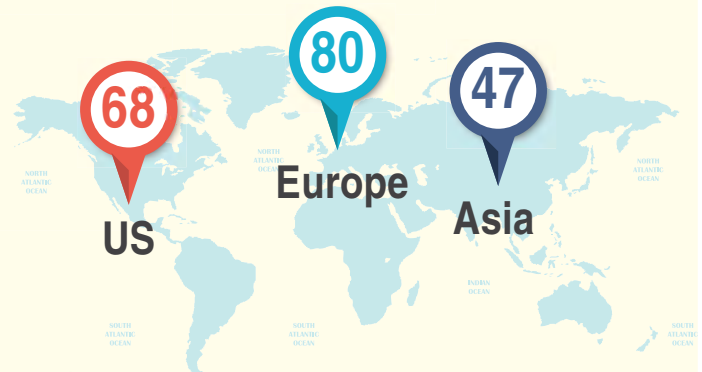 68
80
47
US
Europe
Asia
NORTH
ATLANTIC
OCEAN
NORTH
ATLANTIC
OCEAN
NORTH
ATLANTIC
OCEAN
INDIAN
OCEAN
SOUTH
ATLANTIC
OCEAN
SOUTH
ATLANTIC
OCEAN
SOUTH
ATLANTIC
OCEAN